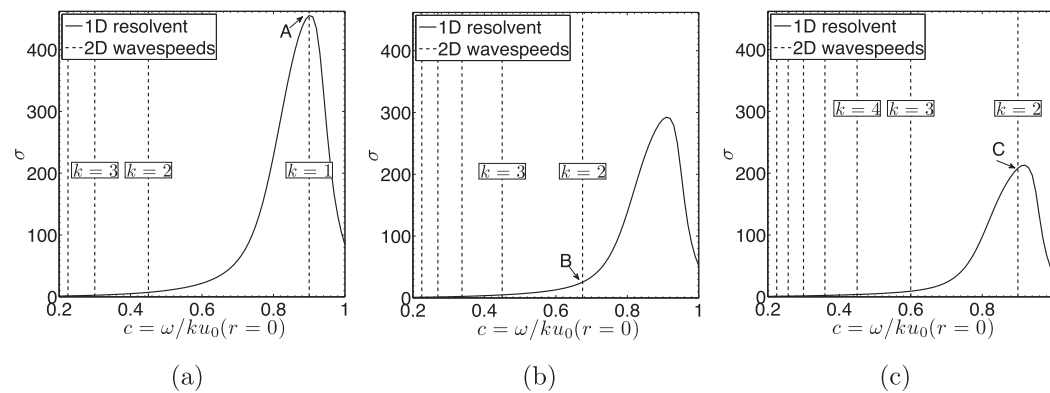 1D resolvent
2D wavespeeds
A
k = 3
k = 2
k = 1
σ
400
300
200
100
0
0.2
0.4
0.6
0.8
1
c = ω/ku₀(r = 0)
(a)
1D resolvent
2D wavespeeds
k = 3
k = 2
B
σ
400
300
200
100
0
0.2
0.4
0.6
0.8
1
c = ω/ku₀(r = 0)
(b)
1D resolvent
2D wavespeeds
k = 4
k = 3
k = 2
C
σ
400
300
200
100
0
0.2
0.4
0.6
0.8
c = ω/ku₀(r = 0)
(c)